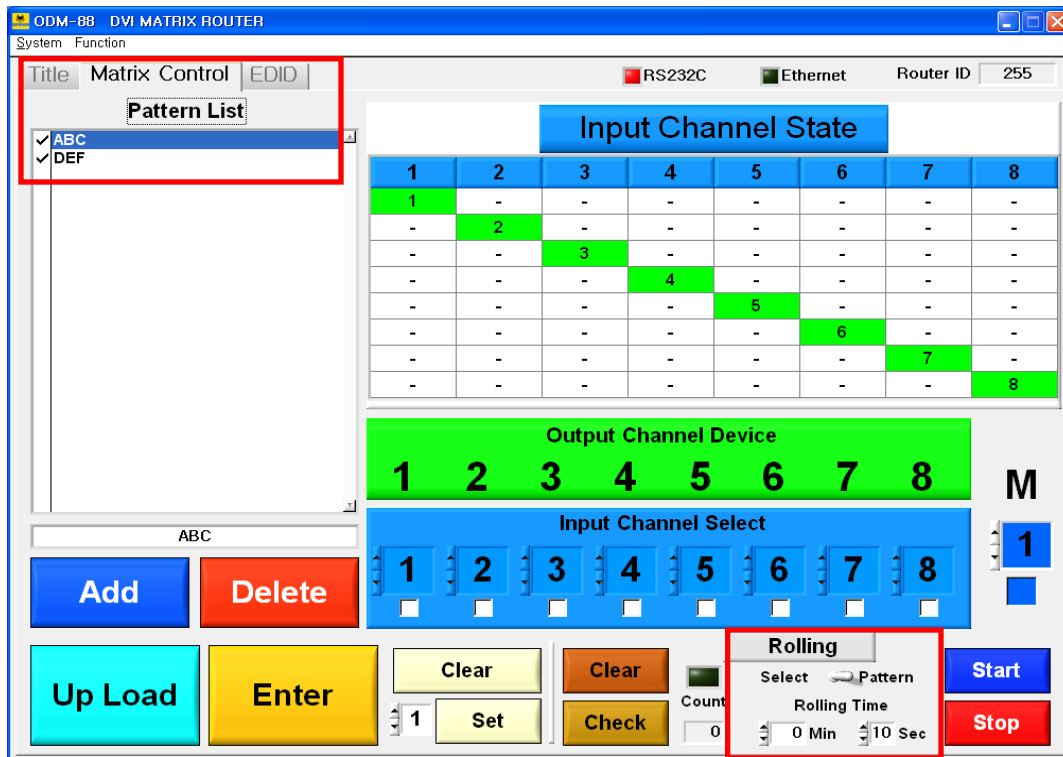 ODM-88 DVI MATRIX ROUTER
System Function
Title Matrix Control EDID
RS232C Ethernet Router ID 255
Pattern List
ABC
DEF
Input Channel State
1 2 3 4 5 6 7 8
1 - - - - - - -
- 2 - - - - - -
- - 3 - - - - -
- - - 4 - - - -
- - - - 5 - - -
- - - - - 6 - -
- - - - - - 7 -
- - - - - - - 8
Output Channel Device
1 2 3 4 5 6 7 8
M
Input Channel Select
1 2 3 4 5 6 7 8
1
ABC
Add Delete
Up Load Enter
Clear
1 Set
Clear
Check
Count
0
Rolling
Select Pattern
Rolling Time
0 Min 10 Sec
Start
Stop